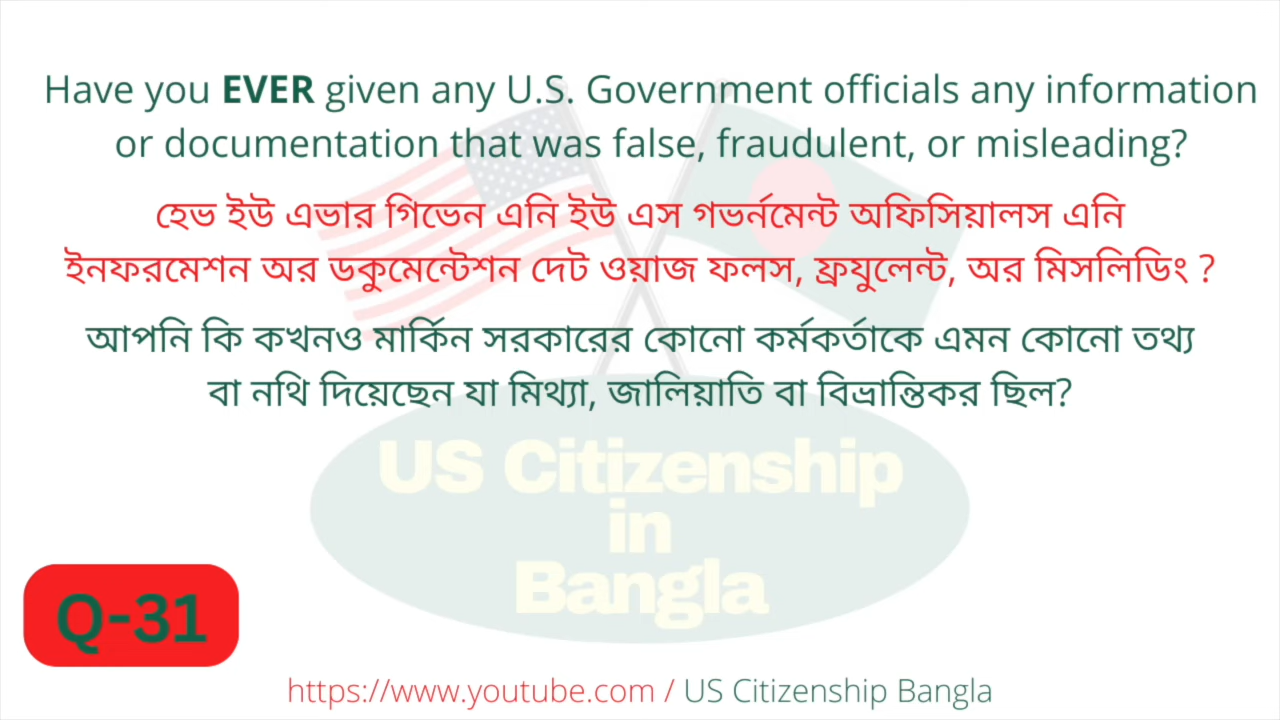 Have you EVER given any U.S. Government officials any information
or documentation that was false, fraudulent, or misleading?
হেভ ইউ এভার গিভেন এনি ইউ এস গভর্নমেন্ট অফিসিয়ালস এনি
ইনফরমেশন অর ডকুমেন্টেশন দেট ওয়াজ ফলস, ফ্রযুলেন্ট, অর মিসলিডিং ?
আপনি কি কখনও মার্কিন সরকারের কোনো কর্মকর্তাকে এমন কোনো তথ্য
বা নথি দিয়েছেন যা মিথ্যা, জালিয়াতি বা বিভ্রান্তিকর ছিল?
US Citizenship
in
Bangla
Q-31
https://www.youtube.com / US Citizenship Bangla